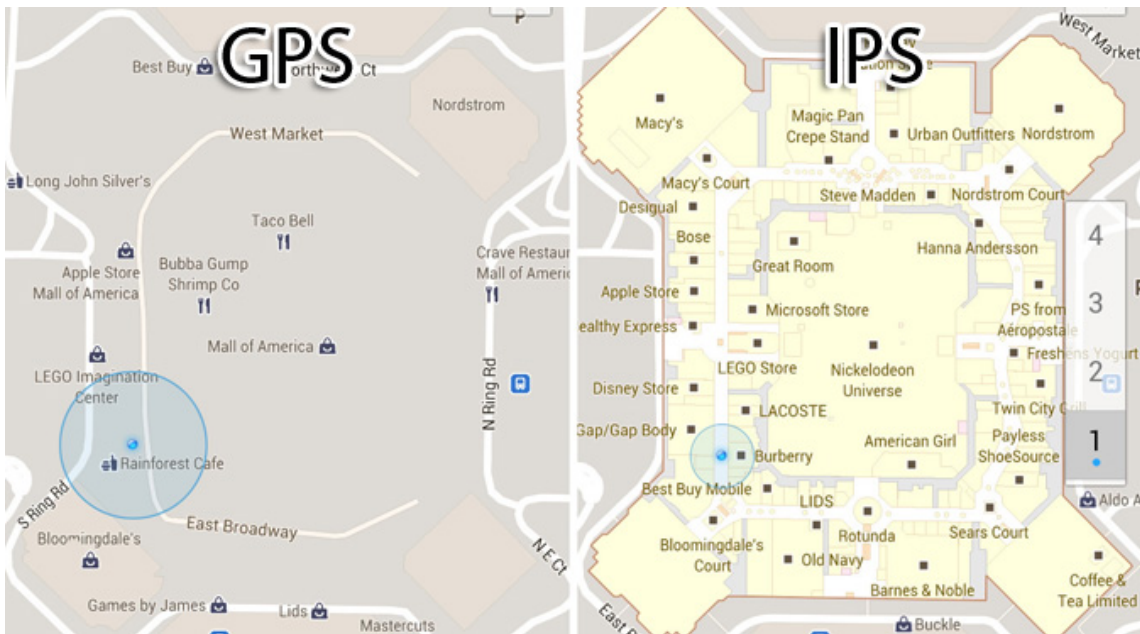 P
GPS
Best Buy
Northwest Ct
Nordstrom
West Market
Long John Silver's
Taco Bell
Apple Store
Mall of America
Bubba Gump
Shrimp Co
Crave Restaur
Mall of Americ
Mall of America
LEGO Imagination
Center
N Ring Rd
Rainforest Cafe
S Ring Rd
East Broadway
Bloomingdale's
N E Ct
Games by James
Lids
Mastercuts
IPS
West Market
Macy's
Magic Pan
Crepe Stand
Urban Outfitters
Nordstrom
Macy's Court
Steve Madden
Nordstrom Court
Desigual
Bose
Hanna Andersson
Great Room
Apple Store
Microsoft Store
PS from
Aéropostale
ealthy Express
Freshëns Yogurt
LEGO Store
Nickelodeon
Universe
Disney Store
LACOSTE
Twin City Grill
Gap/Gap Body
American Girl
Payless
ShoeSource
Burberry
Best Buy Mobile
LIDS
Rotunda
Sears Court
Bloomingdale's
Court
Old Navy
Barnes & Noble
Coffee &
Tea Limited
Aldo A
Buckle
East B
4
3
2
1